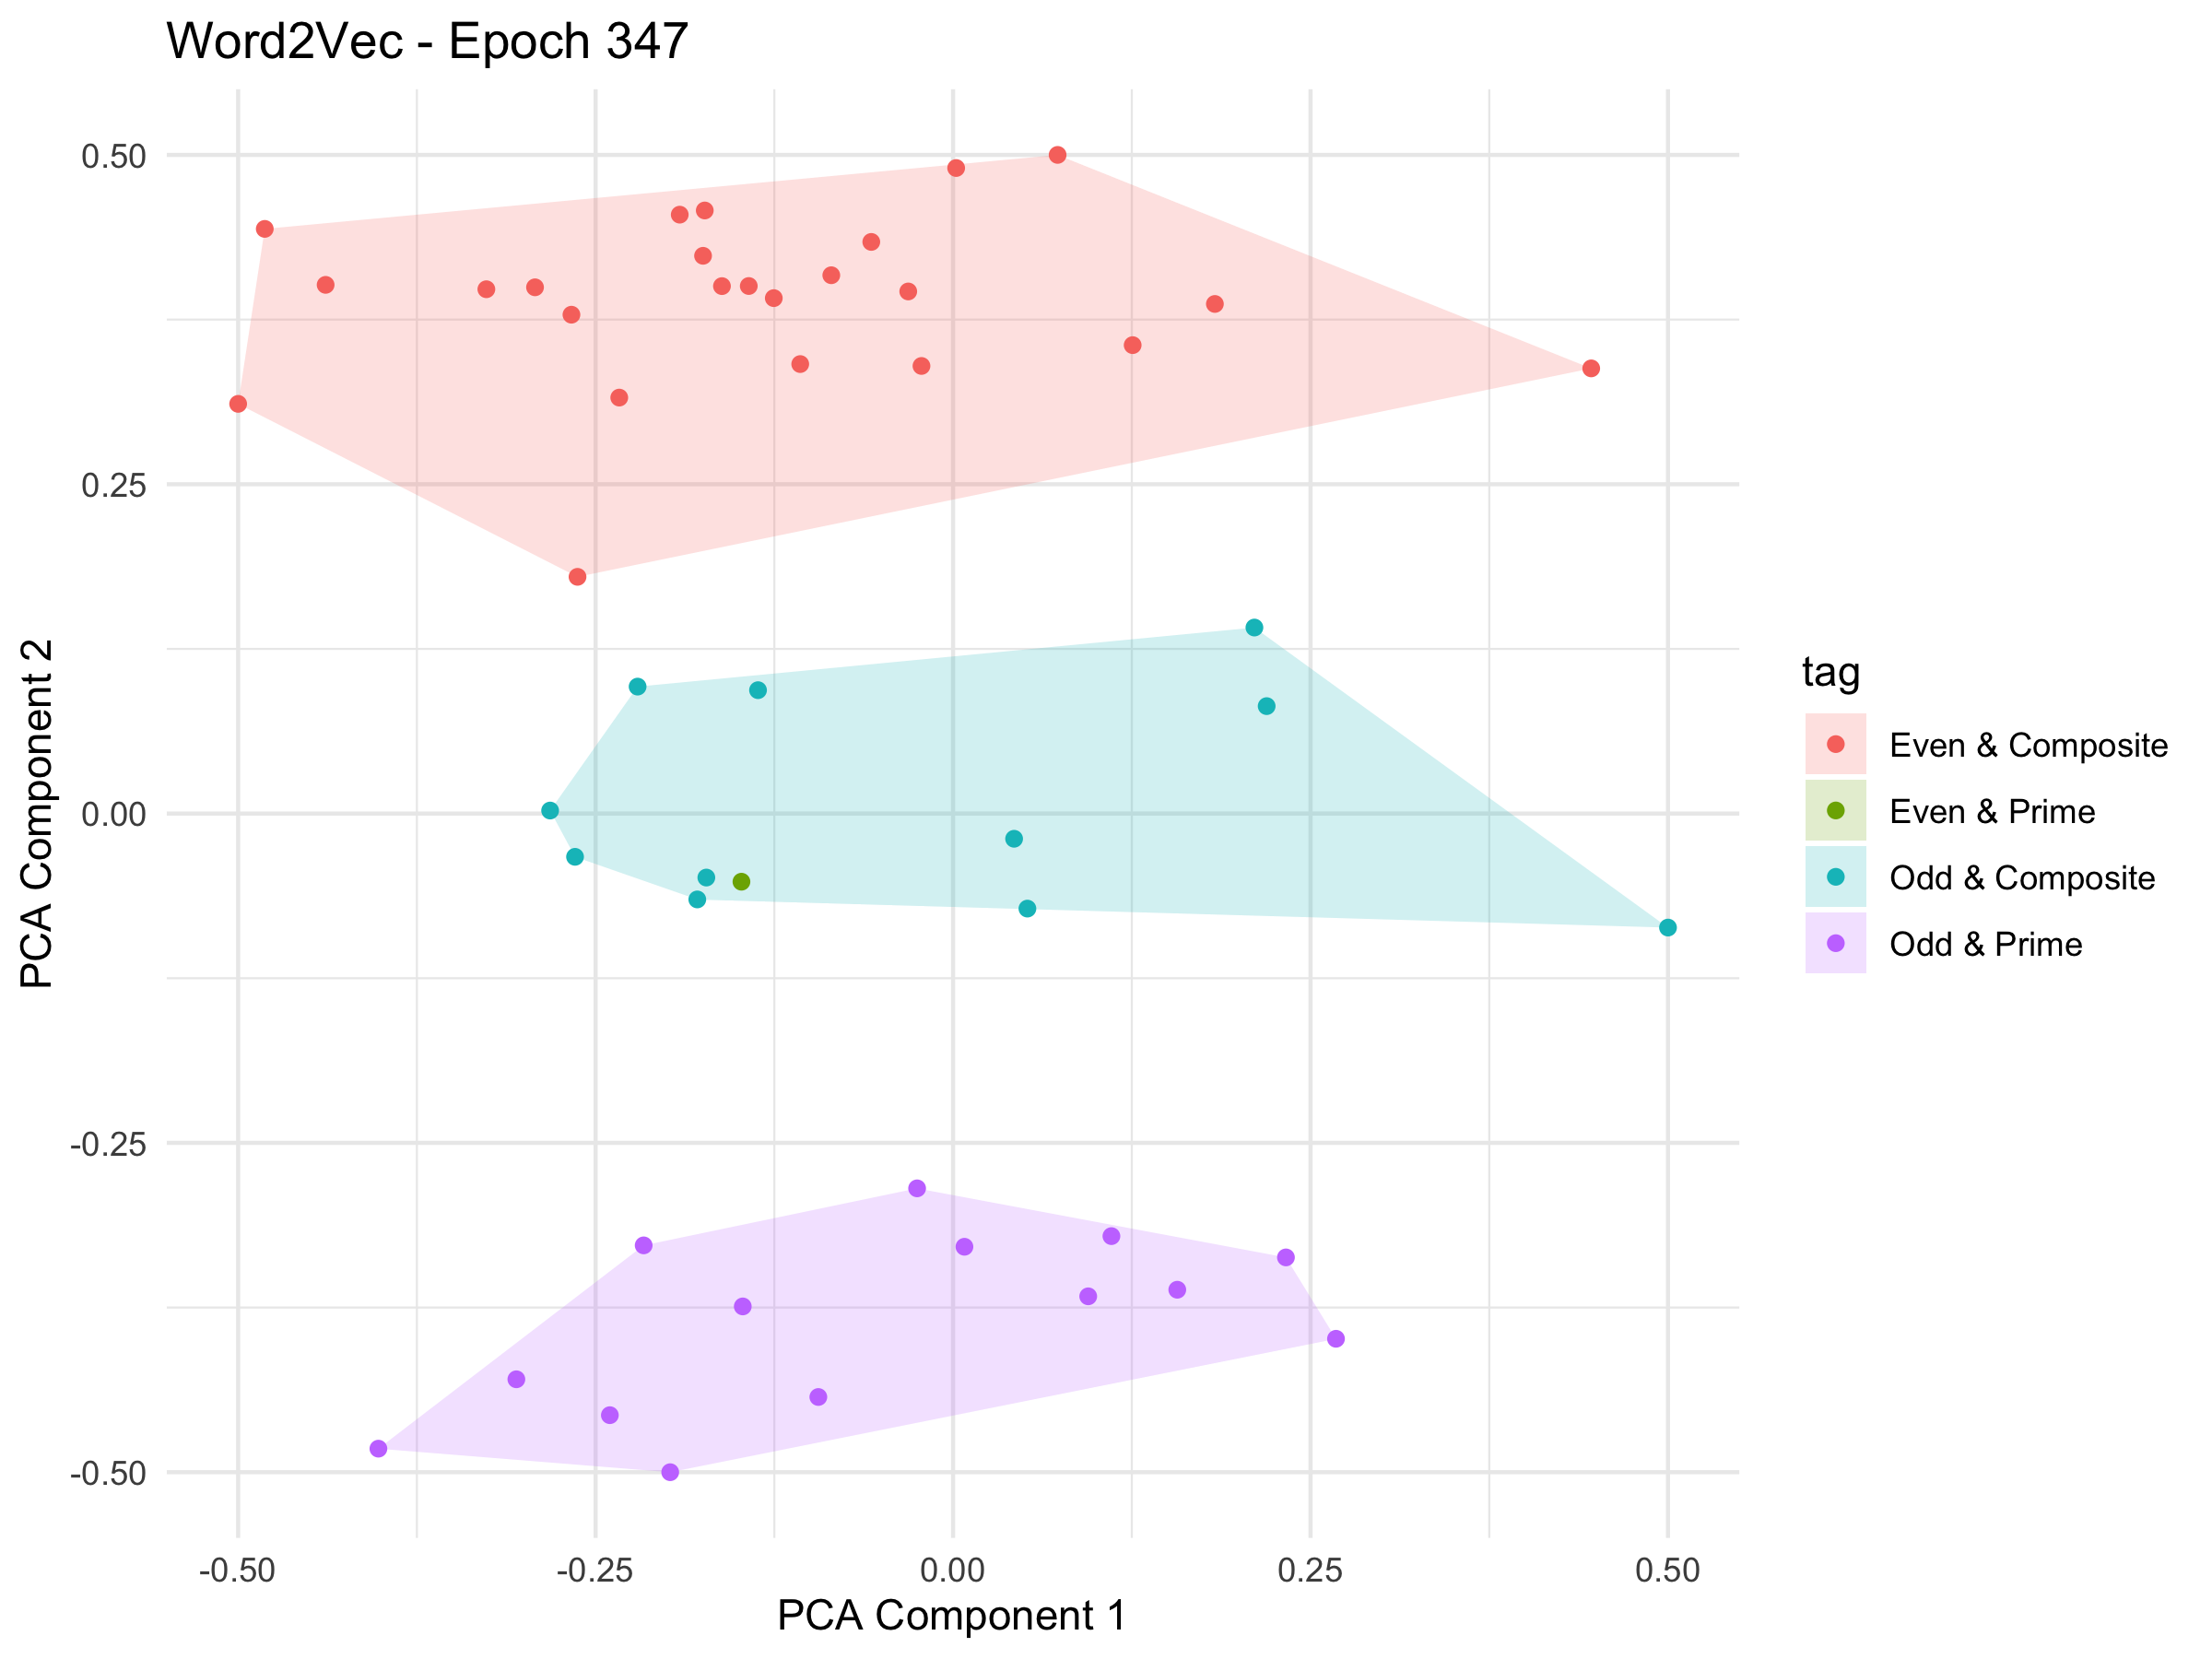 Word2Vec - Epoch 347
0.50
0.25
0.00
-0.25
-0.50
PCA Component 2
-0.50
-0.25
0.00
0.25
0.50
PCA Component 1
tag
Even & Composite
Even & Prime
Odd & Composite
Odd & Prime